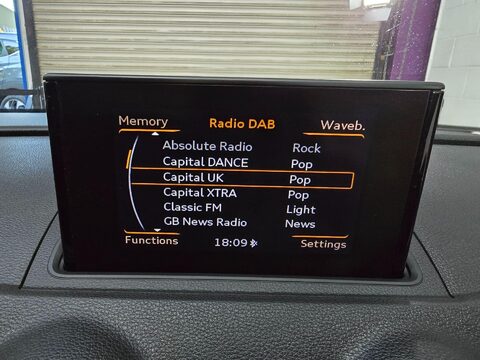 Memory Radio DAB Waveb.
Absolute Radio Rock
Capital DANCE Pop
Capital UK Pop
Capital XTRA Pop
Classic FM Light
GB News Radio News
Functions 18:09 Settings